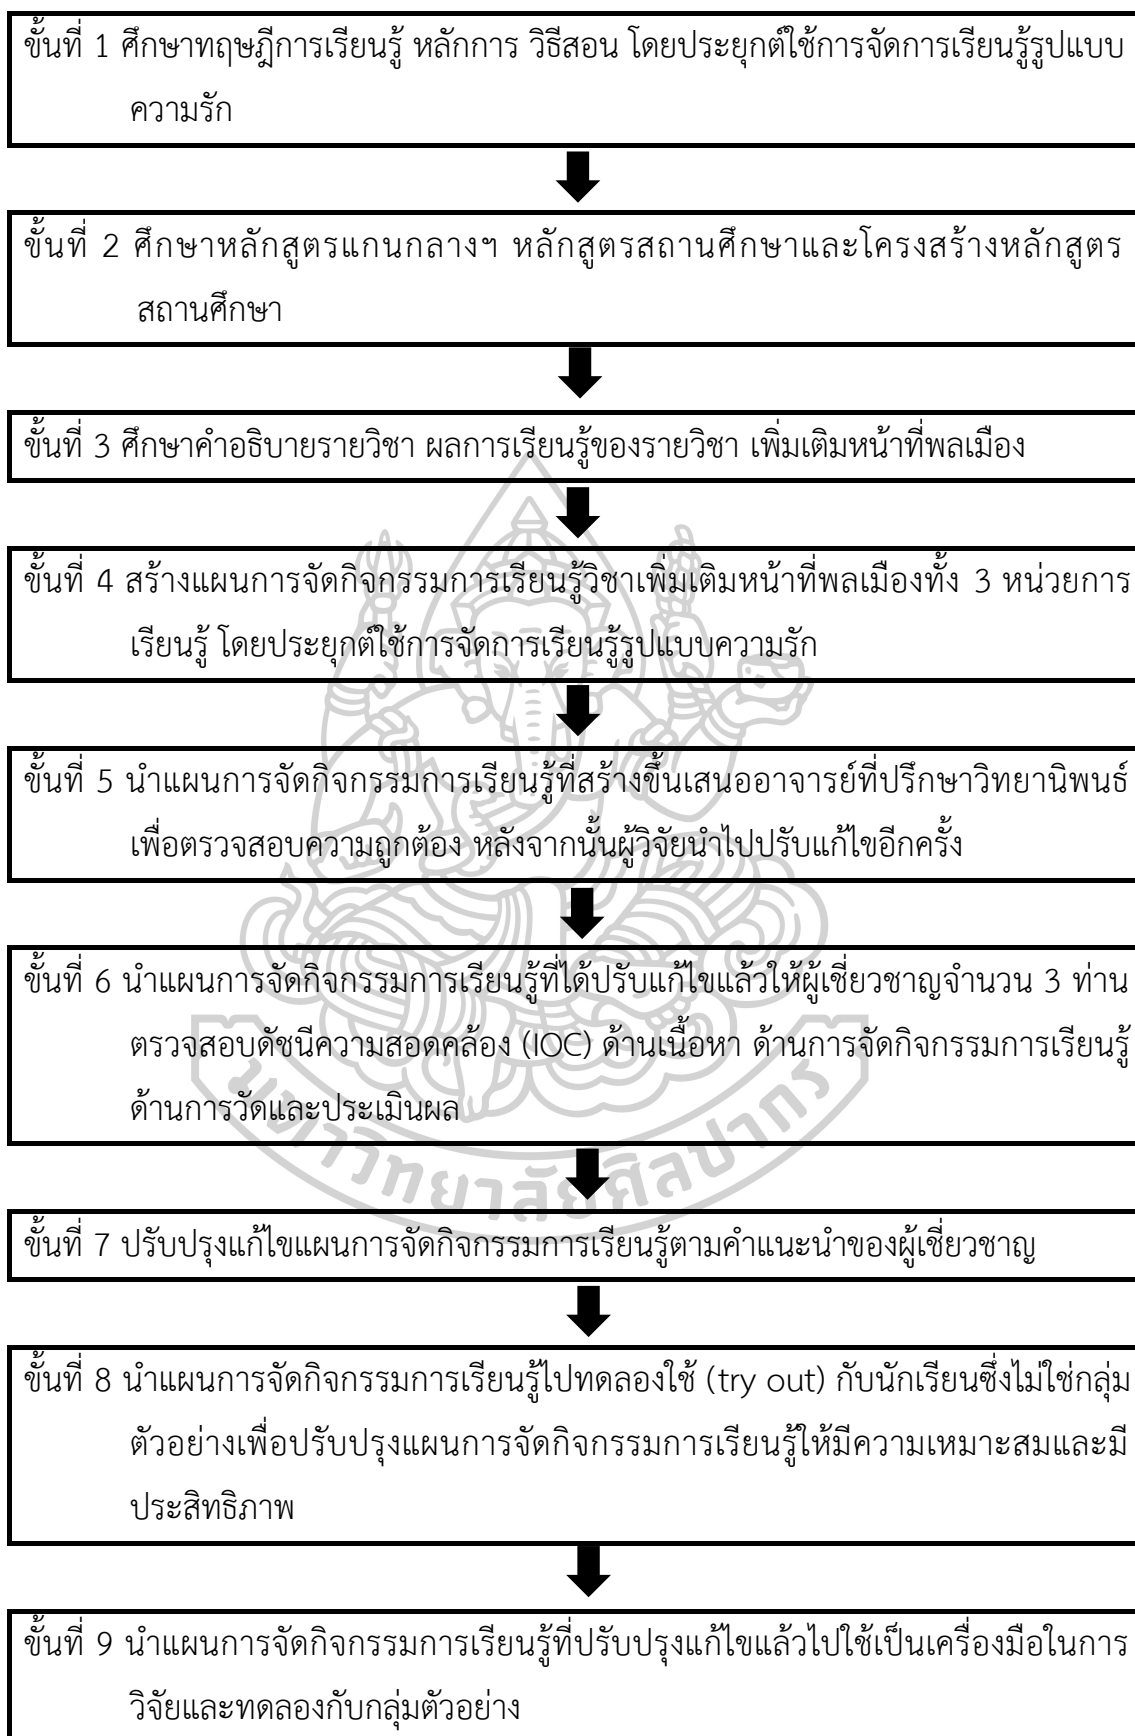 ขั้นที่ 1 ศึกษาทฤษฎีการเรียนรู้ หลักการ วิธีสอน โดยประยุกต์ใช้การจัดการเรียนรู้รูปแบบ
ความรัก
ขั้นที่ 2 ศึกษาหลักสูตรแกนกลางฯ หลักสูตรสถานศึกษาและโครงสร้างหลักสูตร
สถานศึกษา
ขั้นที่ 3 ศึกษาคำอธิบายรายวิชา ผลการเรียนรู้ของรายวิชา เพิ่มเติมหน้าที่พลเมือง
ขั้นที่ 4 สร้างแผนการจัดกิจกรรมการเรียนรู้วิชาเพิ่มเติมหน้าที่พลเมืองทั้ง 3 หน่วยการ
เรียนรู้ โดยประยุกต์ใช้การจัดการเรียนรู้รูปแบบความรัก
ขั้นที่ 5 นำแผนการจัดกิจกรรมการเรียนรู้ที่สร้างขึ้นเสนออาจารย์ที่ปรึกษาวิทยานิพนธ์
เพื่อตรวจสอบความถูกต้อง หลังจากนั้นผู้วิจัยนำไปปรับแก้ไขอีกครั้ง
ขั้นที่ 6 นำแผนการจัดกิจกรรมการเรียนรู้ที่ได้ปรับแก้ไขแล้วให้ผู้เชี่ยวชาญจำนวน 3 ท่าน
ตรวจสอบดัชนีความสอดคล้อง (IOC) ด้านเนื้อหา ด้านการจัดกิจกรรมการเรียนรู้
ด้านการวัดและประเมินผล
มหาวิทยาลัยศิลปากร
ขั้นที่ 7 ปรับปรุงแก้ไขแผนการจัดกิจกรรมการเรียนรู้ตามคำแนะนำของผู้เชี่ยวชาญ
ขั้นที่ 8 นำแผนการจัดกิจกรรมการเรียนรู้ไปทดลองใช้ (try out) กับนักเรียนซึ่งไม่ใช่กลุ่ม
ตัวอย่างเพื่อปรับปรุงแผนการจัดกิจกรรมการเรียนรู้ให้มีความเหมาะสมและมี
ประสิทธิภาพ
ขั้นที่ 9 นำแผนการจัดกิจกรรมการเรียนรู้ที่ปรับปรุงแก้ไขแล้วไปใช้เป็นเครื่องมือในการ
วิจัยและทดลองกับกลุ่มตัวอย่าง